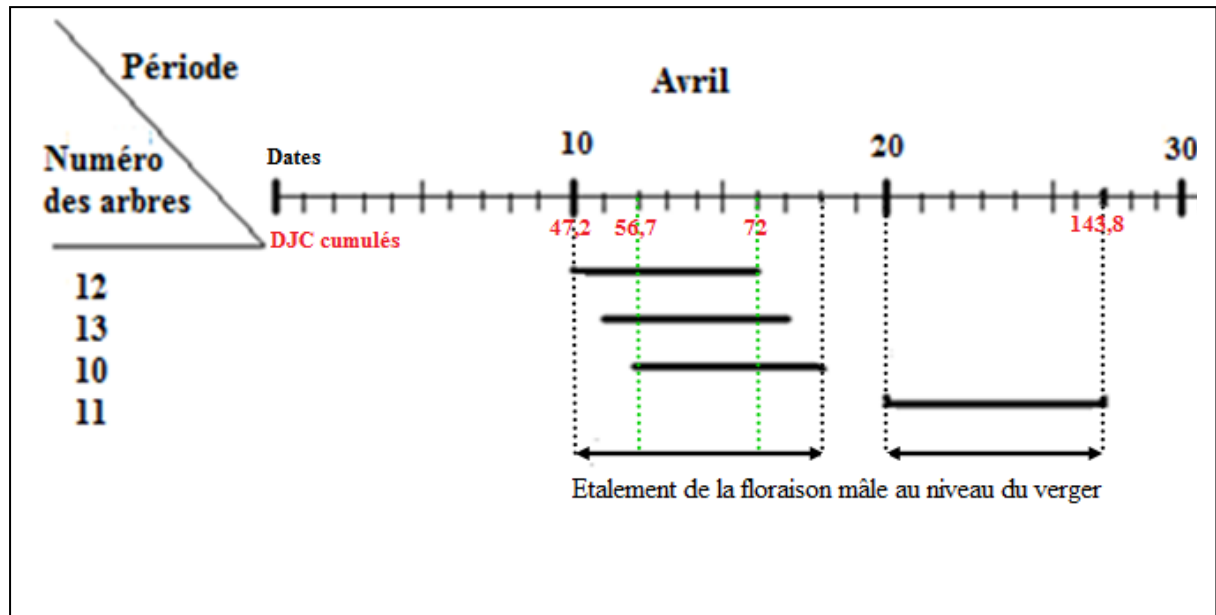 Période
Avril
Numéro
des arbres
Dates
10
20
30
DJC cumulés
47,2
56,7
72
143,8
12
13
10
11
Etalement de la floraison mâle au niveau du verger